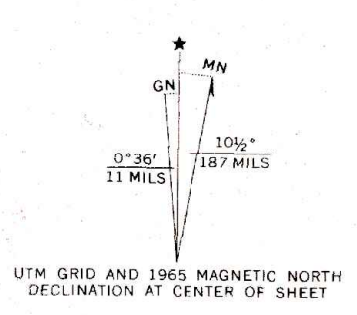 MN
GN
0°36'
11 MILS
10½°
187 MILS
UTM GRID AND 1965 MAGNETIC NORTH
DECLINATION AT CENTER OF SHEET